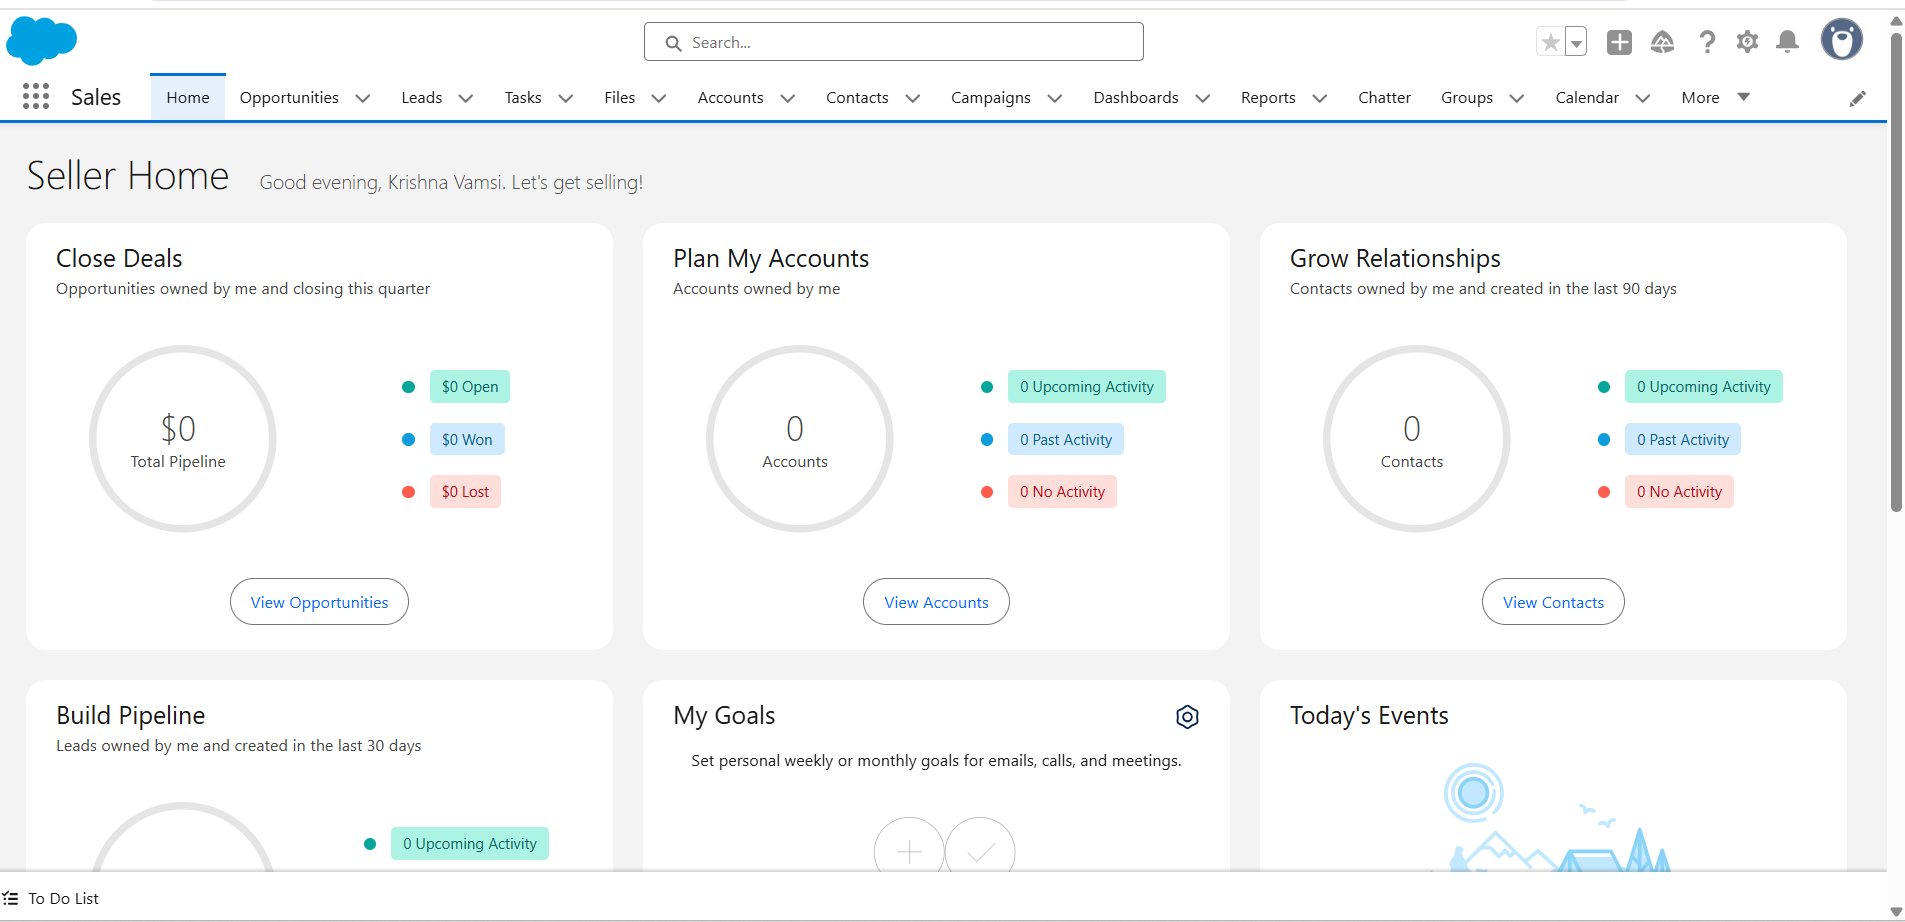 Search...
Sales
Home
Opportunities
Leads
Tasks
Files
Accounts
Contacts
Campaigns
Dashboards
Reports
Chatter
Groups
Calendar
More
Seller Home
Good evening, Krishna Vamsi. Let's get selling!
Close Deals
Opportunities owned by me and closing this quarter
$0
Total Pipeline
$0 Open
$0 Won
$0 Lost
View Opportunities
Plan My Accounts
Accounts owned by me
0
Accounts
0 Upcoming Activity
0 Past Activity
0 No Activity
View Accounts
Grow Relationships
Contacts owned by me and created in the last 90 days
0
Contacts
0 Upcoming Activity
0 Past Activity
0 No Activity
View Contacts
Build Pipeline
Leads owned by me and created in the last 30 days
0 Upcoming Activity
My Goals
Set personal weekly or monthly goals for emails, calls, and meetings.
Today's Events
To Do List